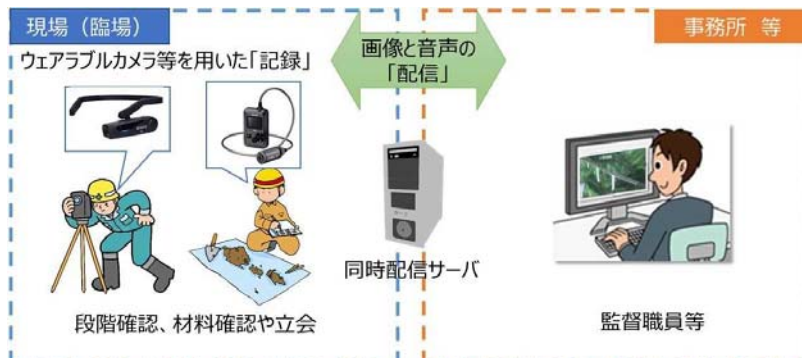 現場（臨場）
ウェアラブルカメラ等を用いた「記録」
画像と音声の
「配信」
事務所 等
同時配信サーバ
段階確認、材料確認や立会
監督職員等